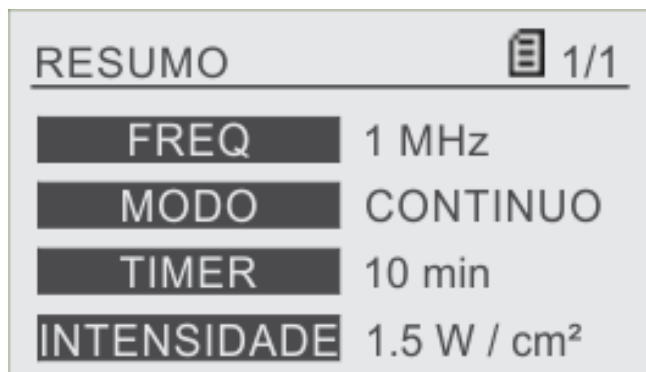 RESUMO 1/1
FREQ 1 MHz
MODO CONTINUO
TIMER 10 min
INTENSIDADE 1.5 W / cm²